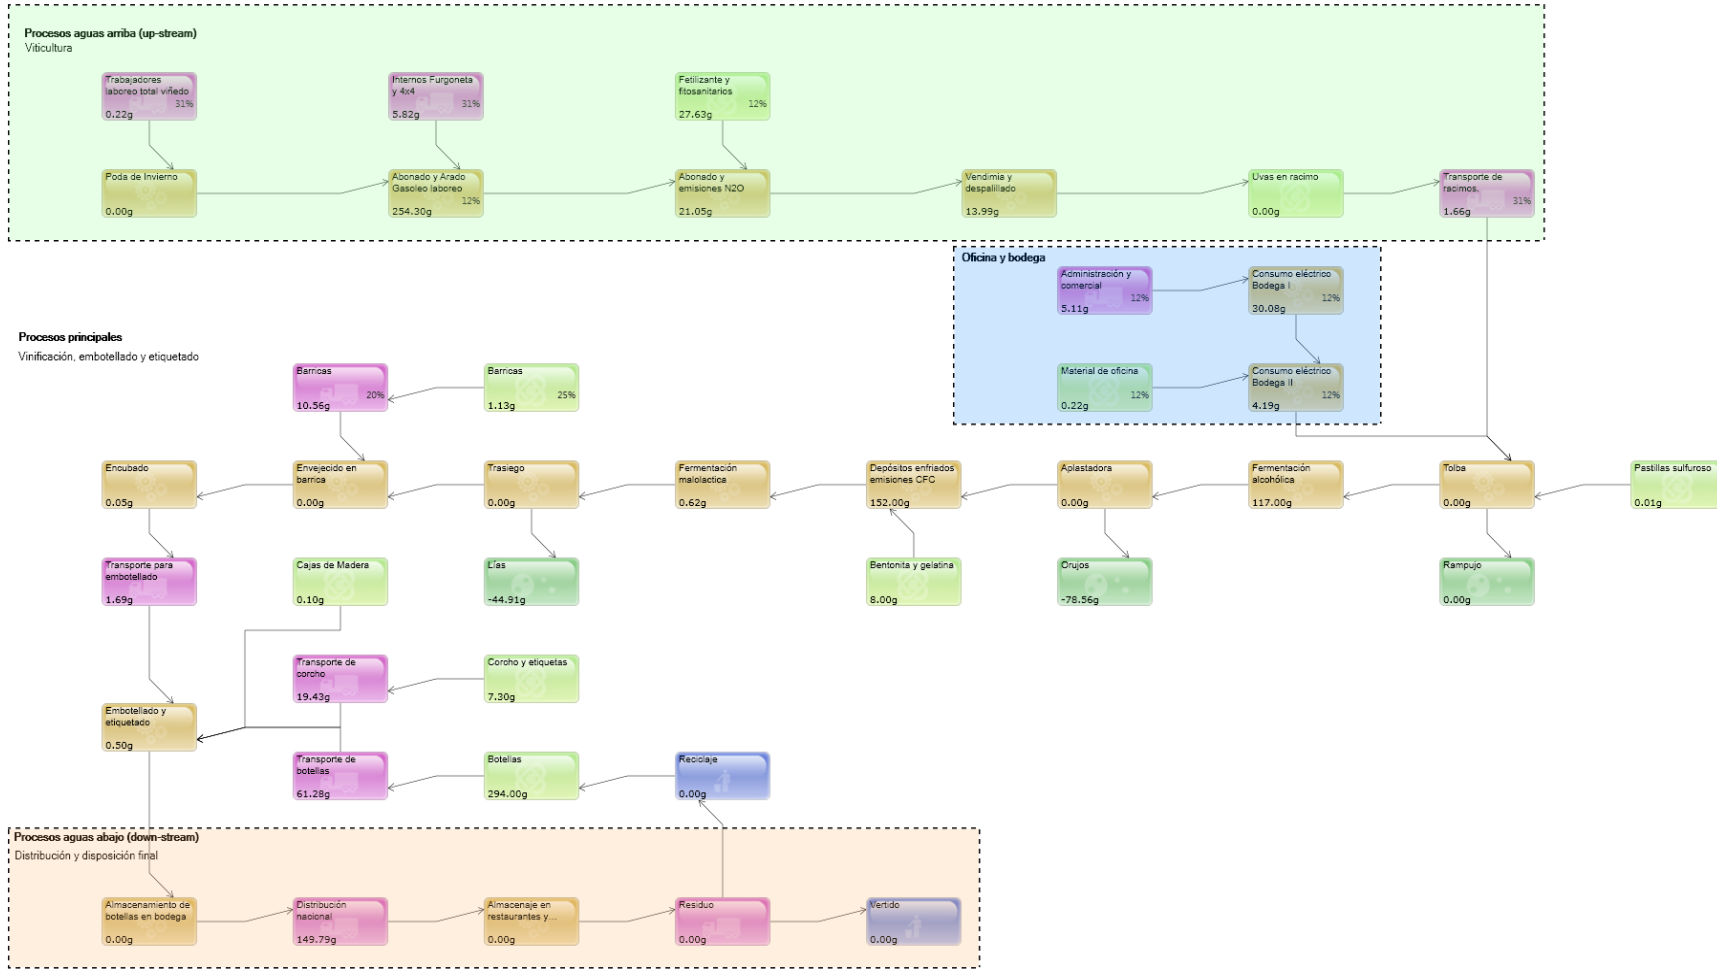 Procesos aguas arriba (up-stream)
Viticultura
Trabajadores
laboreo total viñedo
31%
0.22g
Internos Furgoneta
y 4x4
31%
5.82g
Fetilizante y
fitosanitarios
12%
27.63g
Poda de Invierno
0.00g
Abonado y Arado
Gasoleo laboreo
12%
254.30g
Abonado y
emisiones N2O
21.05g
Vendimia y
despalillado
13.99g
Uvas en racimo
0.00g
Transporte de
racimos.
31%
1.66g
Oficina y bodega
Administración y
comercial
12%
5.11g
Consumo eléctrico
Bodega I
12%
30.08g
Material de oficina
12%
0.22g
Consumo eléctrico
Bodega II
12%
4.19g
Procesos principales
Vinificación, embotellado y etiquetado
Barricas
20%
10.56g
Barricas
25%
1.13g
Encubado
0.05g
Envejecido en
barrica
0.00g
Trasiego
0.00g
Fermentación
malolactica
0.62g
Depósitos enfriados
emisiones CFC
152.00g
Aplastadora
0.00g
Fermentación
alcohólica
117.00g
Tolba
0.00g
Pastillas sulfuroso
0.01g
Transporte para
embotellado
1.69g
Cajas de Madera
0.10g
Lías
-44.91g
Bentonita y gelatina
8.00g
Orujos
-78.56g
Rampujo
0.00g
Transporte de
corcho
19.43g
Corcho y etiquetas
7.30g
Embotellado y
etiquetado
0.50g
Transporte de
botellas
61.28g
Botellas
294.00g
Reciclaje
0.00g
Procesos aguas abajo (down-stream)
Distribución y disposición final
Almacenamiento de
botellas en bodega
0.00g
Distribución
nacional
149.79g
Almacenaje en
restaurantes y...
0.00g
Residuo
0.00g
Vertido
0.00g